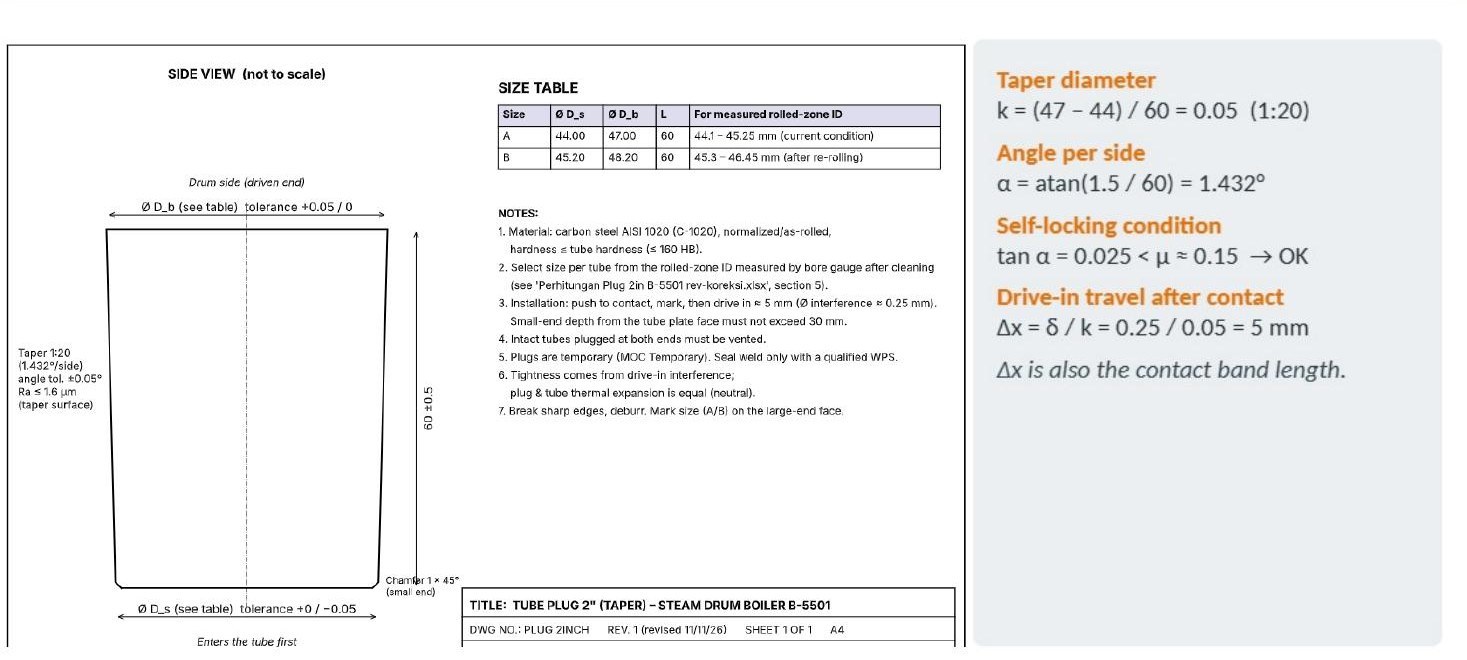 SIDE VIEW (not to scale)
Drum side (driven end)
Ø D_b (see table) tolerance +0.05 / 0
Taper 1:20
(1.432°/side)
angle tol. ±0.05°
Ra ≤ 1.6 µm
(taper surface)
60 ±0.5
Chamfer 1 × 45°
(small end)
Ø D_s (see table) tolerance +0 / −0.05
Enters the tube first
SIZE TABLE
Size Ø D_s Ø D_b L For measured rolled-zone ID
A 44.00 47.00 60 44.1 – 45.25 mm (current condition)
B 45.20 48.20 60 45.3 – 46.45 mm (after re-rolling)
NOTES:
1. Material: carbon steel AISI 1020 (C-1020), normalized/as-rolled,
hardness ≤ tube hardness (≤ 160 HB).
2. Select size per tube from the rolled-zone ID measured by bore gauge after cleaning
(see 'Perhitungan Plug 2in B-5501 rev-koreksi.xlsx', section 5).
3. Installation: push to contact, mark, then drive in ≈ 5 mm (Ø interference ≈ 0.25 mm).
Small-end depth from the tube plate face must not exceed 30 mm.
4. Intact tubes plugged at both ends must be vented.
5. Plugs are temporary (MOC Temporary). Seal weld only with a qualified WPS.
6. Tightness comes from drive-in interference;
plug & tube thermal expansion is equal (neutral).
7. Break sharp edges, deburr. Mark size (A/B) on the large-end face.
TITLE: TUBE PLUG 2" (TAPER) – STEAM DRUM BOILER B-5501
DWG NO.: PLUG 2INCH REV. 1 (revised 11/11/26) SHEET 1 OF 1 A4
Taper diameter
k = (47 − 44) / 60 = 0.05 (1:20)
Angle per side
α = atan(1.5 / 60) = 1.432°
Self-locking condition
tan α = 0.025 < µ ≈ 0.15 → OK
Drive-in travel after contact
Δx = δ / k = 0.25 / 0.05 = 5 mm
Δx is also the contact band length.